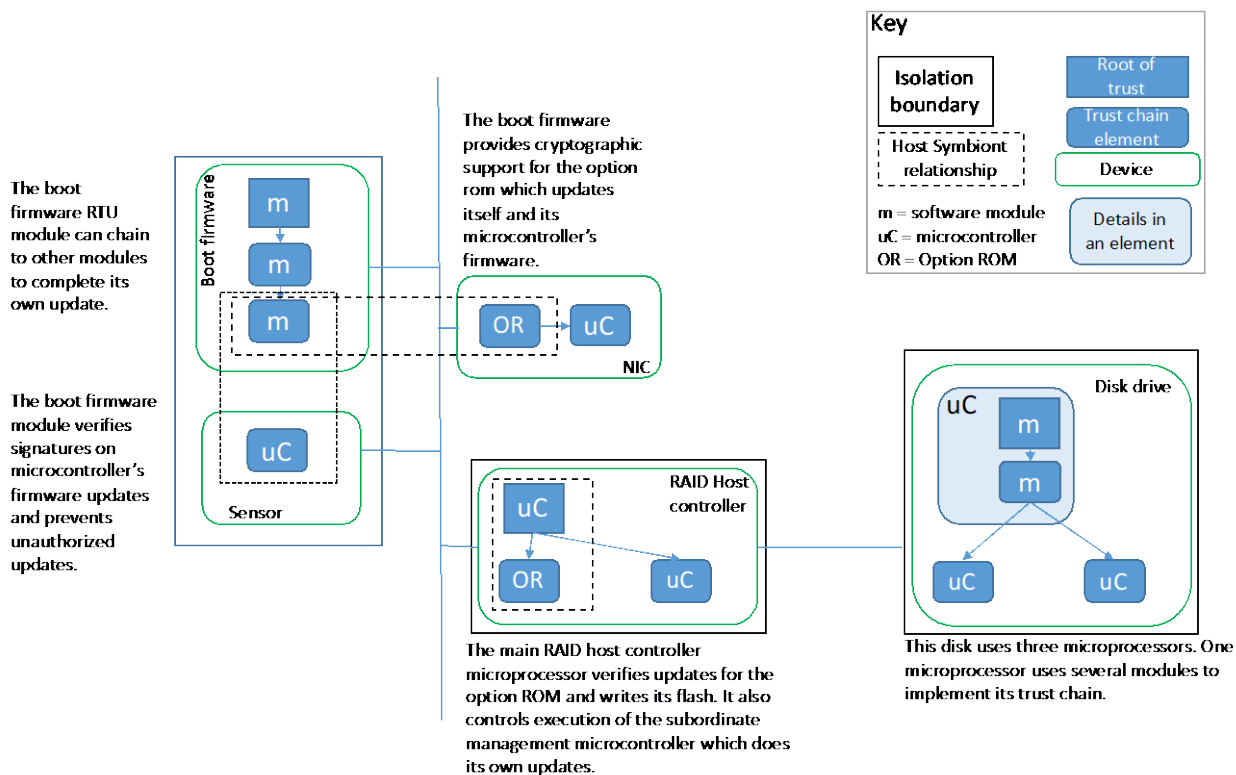 Key
Isolation
boundary
Root of
trust
Trust chain
element
Host Symbiont
relationship
Device
m = software module
uC = microcontroller
OR = Option ROM
Details in
an element
The boot
firmware RTU
module can chain
to other modules
to complete its
own update.
Boot firmware
m
m
m
The boot firmware
provides cryptographic
support for the option
rom which updates
itself and its
microcontroller's
firmware.
OR
uC
NIC
The boot firmware
module verifies
signatures on
microcontroller's
firmware updates
and prevents
unauthorized
updates.
uC
Sensor
RAID Host
controller
uC
OR
uC
The main RAID host controller
microprocessor verifies updates for the
option ROM and writes its flash. It also
controls execution of the subordinate
management microcontroller which does
its own updates.
Disk drive
uC
m
m
uC
uC
This disk uses three microprocessors. One
microprocessor uses several modules to
implement its trust chain.